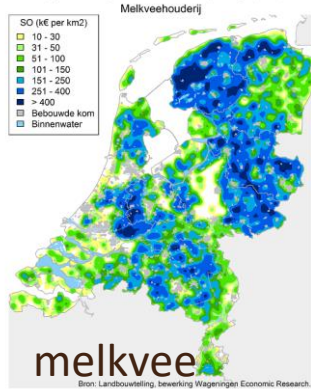 Melkveehouderij
SO (k€ per km2)
10 - 30
31 - 50
51 - 100
101 - 150
151 - 250
251 - 400
> 400
Bebouwde kom
Binnenwater
melkvee
Bron: Landbouwtelling, bewerking Wageningen Economic Research.